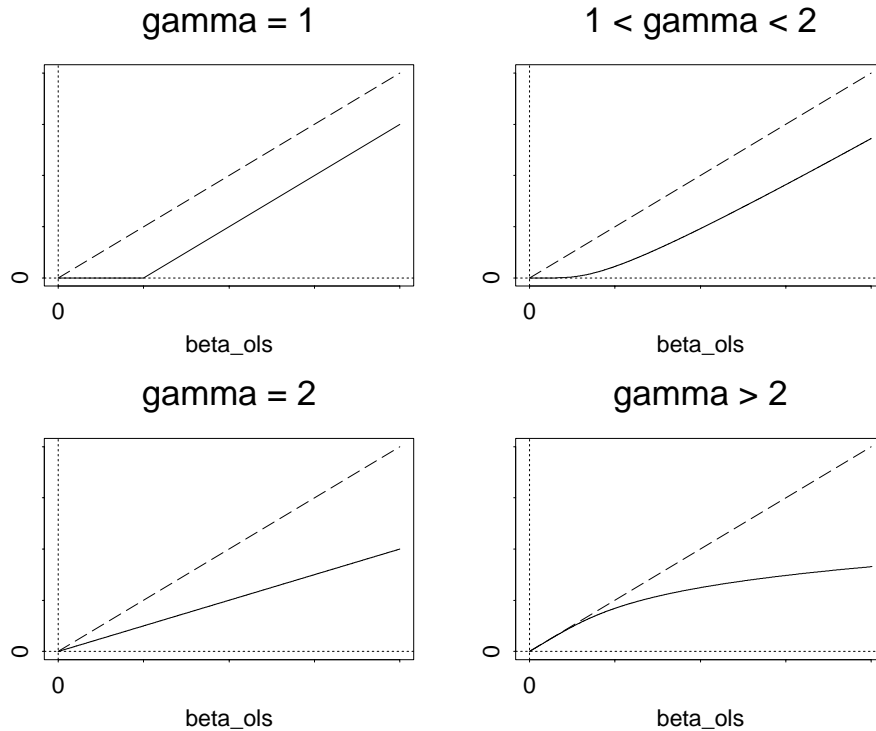 gamma = 1
0
0
beta_ols
1 < gamma < 2
0
0
beta_ols
gamma = 2
0
0
beta_ols
gamma > 2
0
0
beta_ols